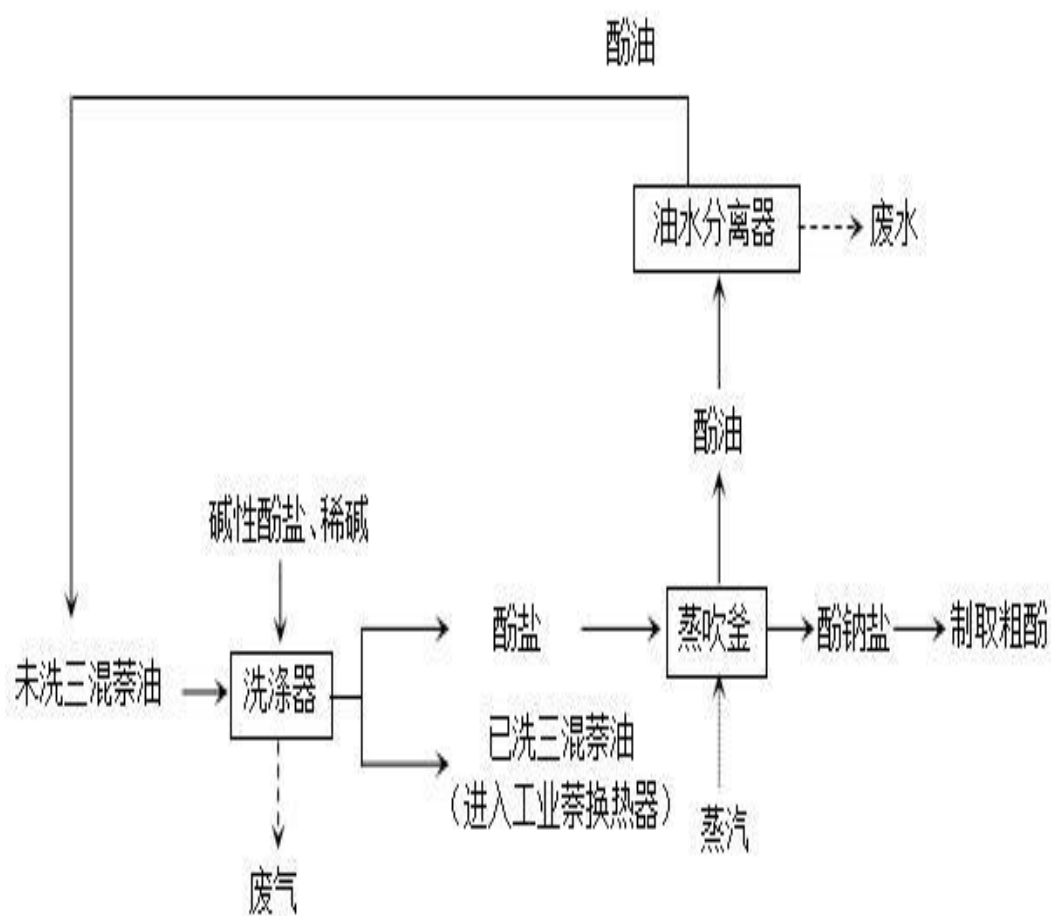 酚油
油水分离器
废水
酚油
碱性酚盐、稀碱
酚盐
蒸吹釜
酚钠盐
制取粗酚
未洗三混萘油
洗涤器
已洗三混萘油
（进入工业萘换热器）
蒸汽
废气